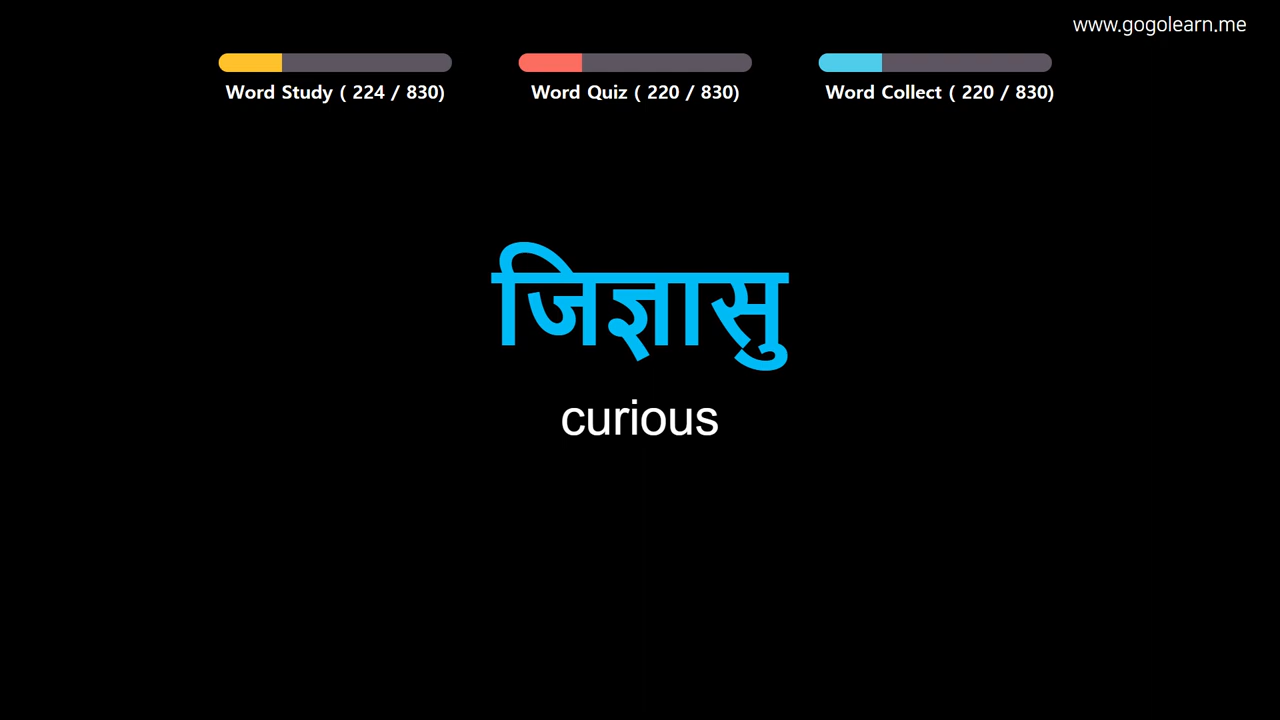 www.gogolearn.me
Word Study ( 224 / 830)
Word Quiz ( 220 / 830)
Word Collect ( 220 / 830)
जिज्ञासु
curious